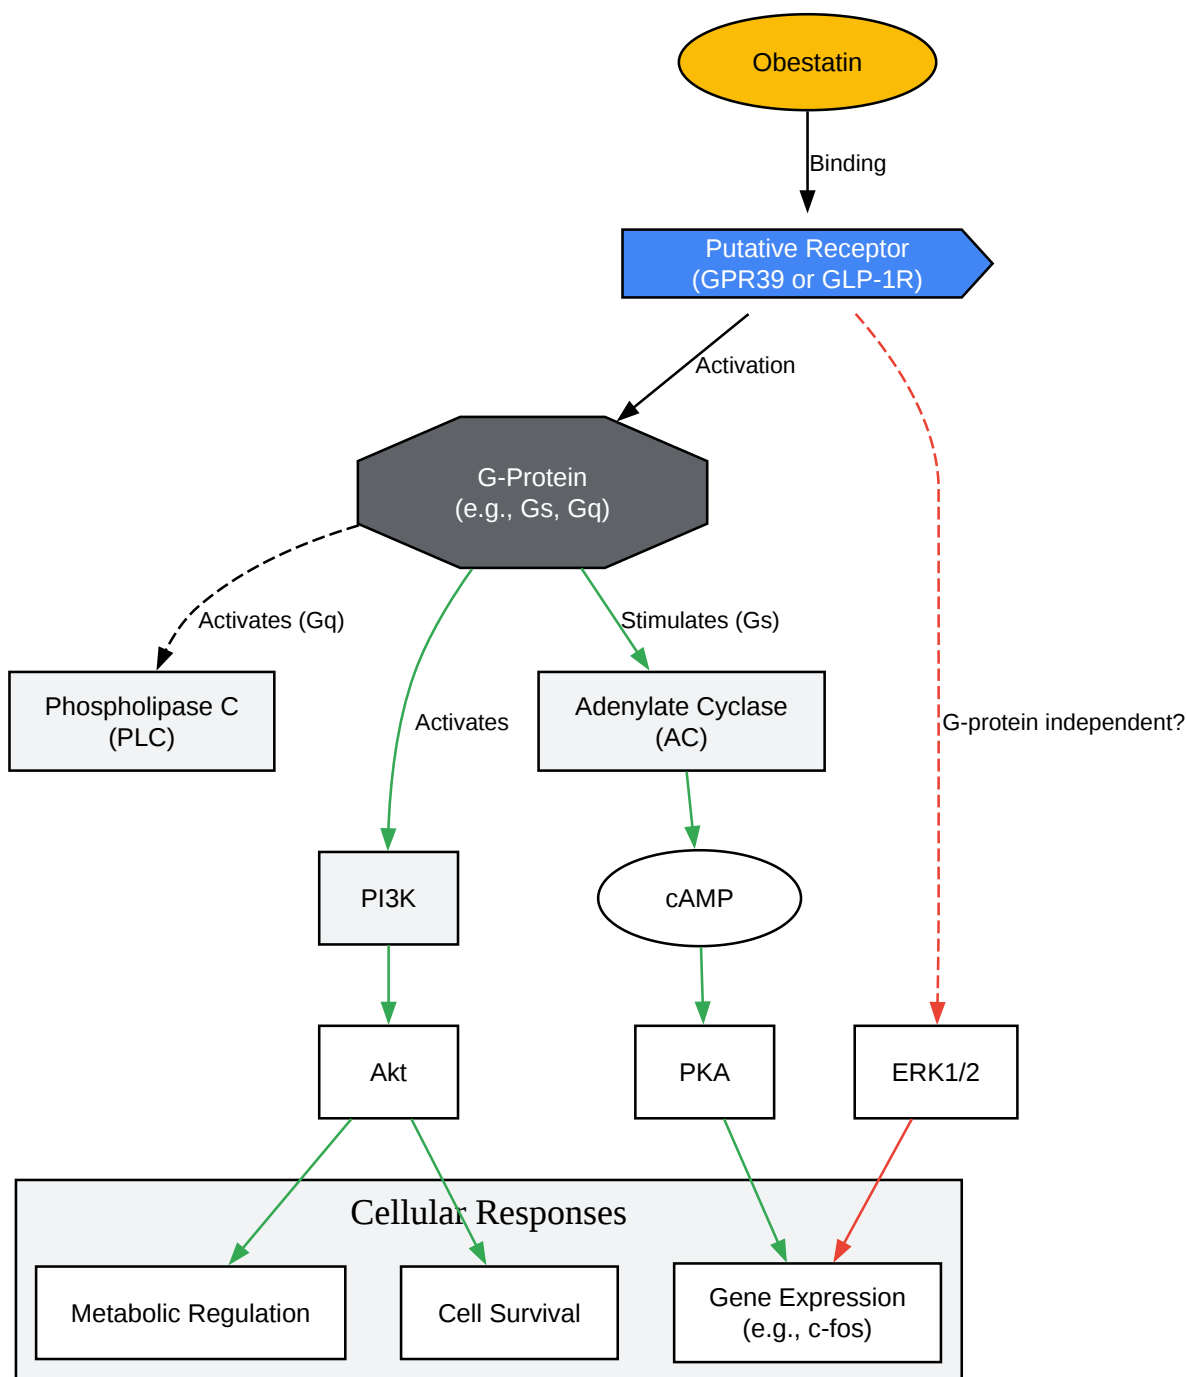 Obestatin
Binding
Putative Receptor
(GPR39 or GLP-1R)
Activation
G-Protein
(e.g., Gs, Gq)
Activates (Gq)
Stimulates (Gs)
Phospholipase C
(PLC)
Activates
Adenylate Cyclase
(AC)
G-protein independent?
PI3K
cAMP
Akt
PKA
ERK1/2
Cellular Responses
Metabolic Regulation
Cell Survival
Gene Expression
(e.g., c-fos)